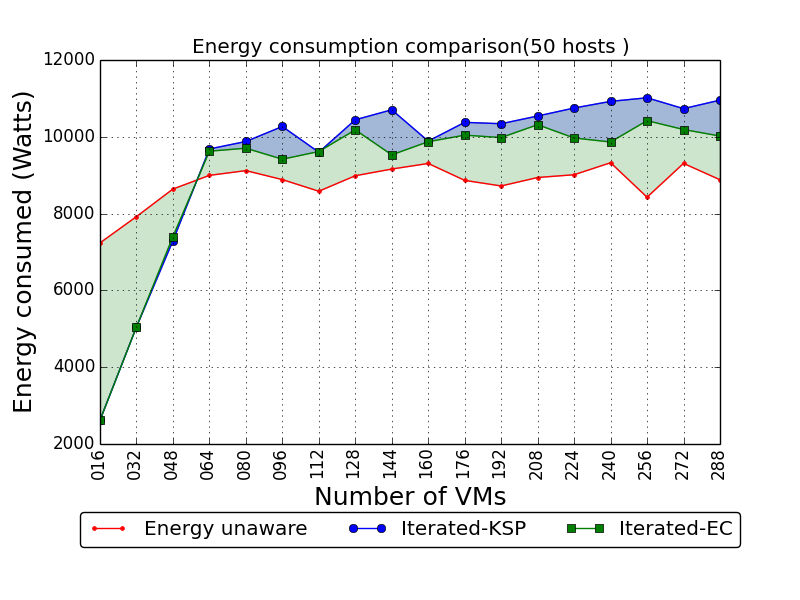 Energy consumption comparison(50 hosts )
12000
10000
8000
6000
4000
2000
Energy consumed (Watts)
016 032 048 064 080 096 112 128 144 160 176 192 208 224 240 256 272 288
Number of VMs
Energy unaware Iterated-KSP Iterated-EC